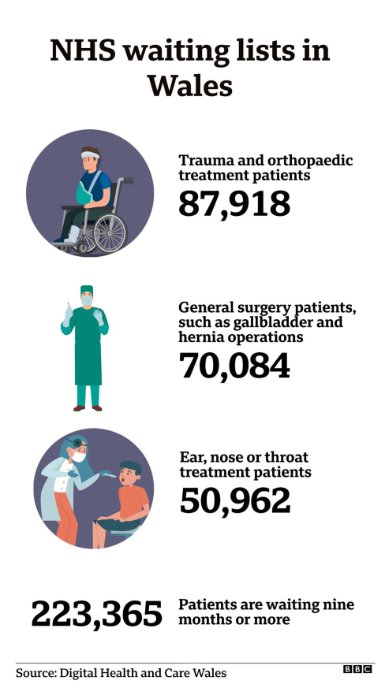 NHS waiting lists in
Wales
Trauma and orthopaedic
treatment patients
87,918
General surgery patients,
such as gallbladder and
hernia operations
70,084
Ear, nose or throat
treatment patients
50,962
223,365
Patients are waiting nine
months or more
Source: Digital Health and Care Wales
BBC